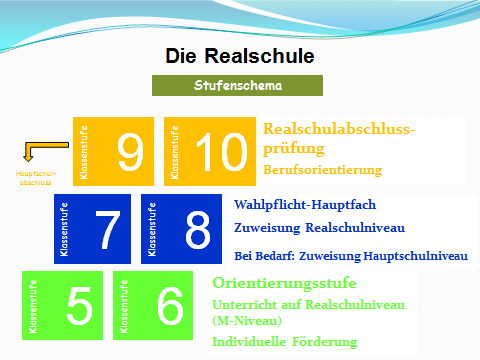 Die Realschule
Stufenschema
Klassenstufe 9
Klassenstufe 10
Realschulabschluss-
prüfung
Berufsorientierung
Hauptschul-
abschluss
Klassenstufe 7
Klassenstufe 8
Wahlpflicht-Hauptfach
Zuweisung Realschulniveau
Bei Bedarf: Zuweisung Hauptschulniveau
Klassenstufe 5
Klassenstufe 6
Orientierungsstufe
Unterricht auf Realschulniveau
(M-Niveau)
Individuelle Förderung